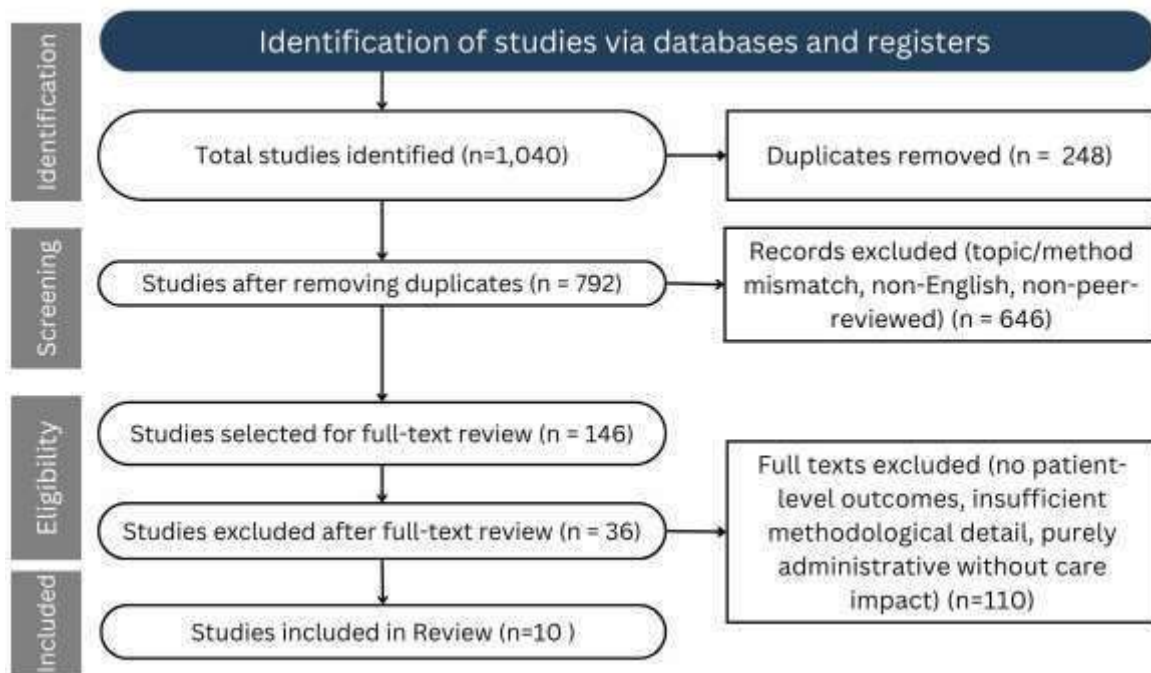 Identification of studies via databases and registers
Identification
Total studies identified (n=1,040)
Duplicates removed (n = 248)
Screening
Studies after removing duplicates (n = 792)
Records excluded (topic/method
mismatch, non-English, non-peer-
reviewed) (n = 646)
Eligibility
Studies selected for full-text review (n = 146)
Studies excluded after full-text review (n = 36)
Full texts excluded (no patient-
level outcomes, insufficient
methodological detail, purely
administrative without care
impact) (n=110)
Included
Studies included in Review (n=10 )